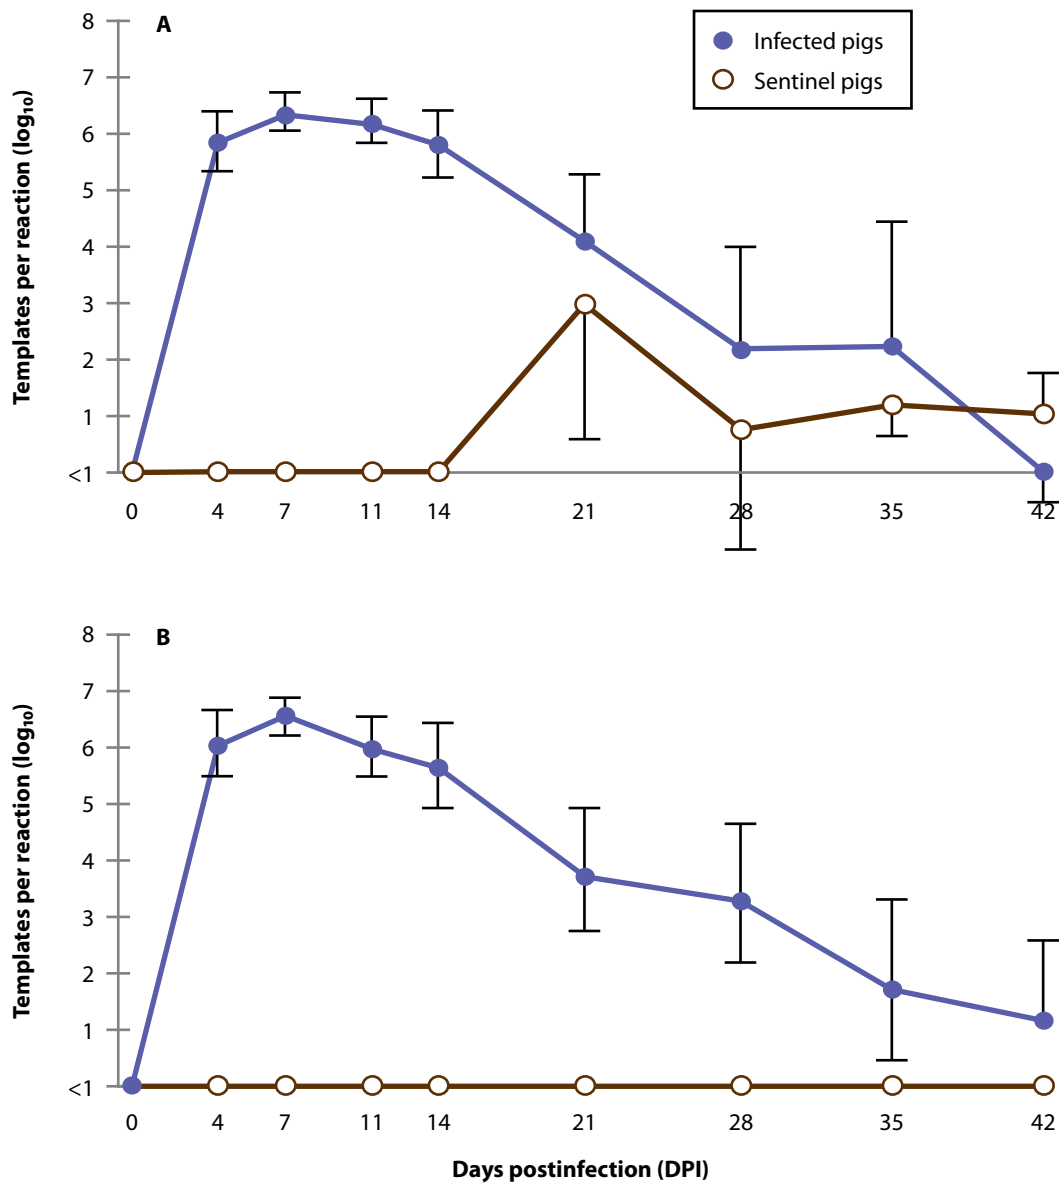 A
Infected pigs
Sentinel pigs
Templates per reaction (log₁₀)
8
7
6
5
4
3
2
1
<1
0 4 7 11 14 21 28 35 42
B
Templates per reaction (log₁₀)
8
7
6
5
4
3
2
1
<1
0 4 7 11 14 21 28 35 42
Days postinfection (DPI)